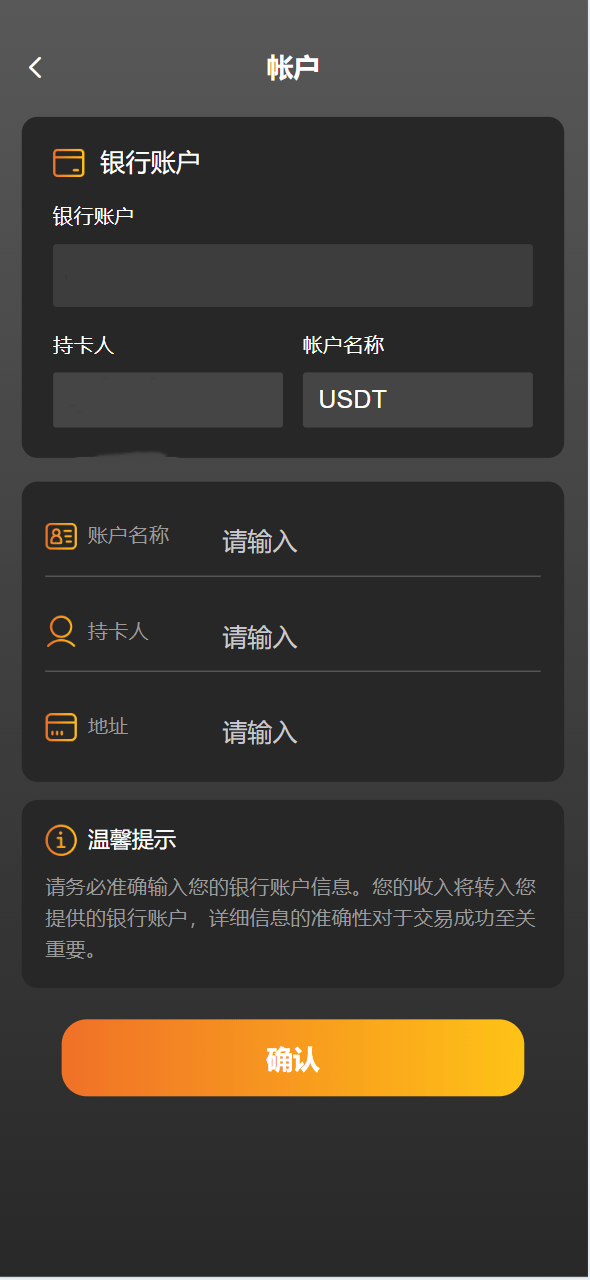 帐户
银行账户
银行账户
持卡人 帐户名称
USDT
账户名称 请输入
持卡人 请输入
地址 请输入
温馨提示
请务必准确输入您的银行账户信息。您的收入将转入您
提供的银行账户，详细信息的准确性对于交易成功至关
重要。
确认